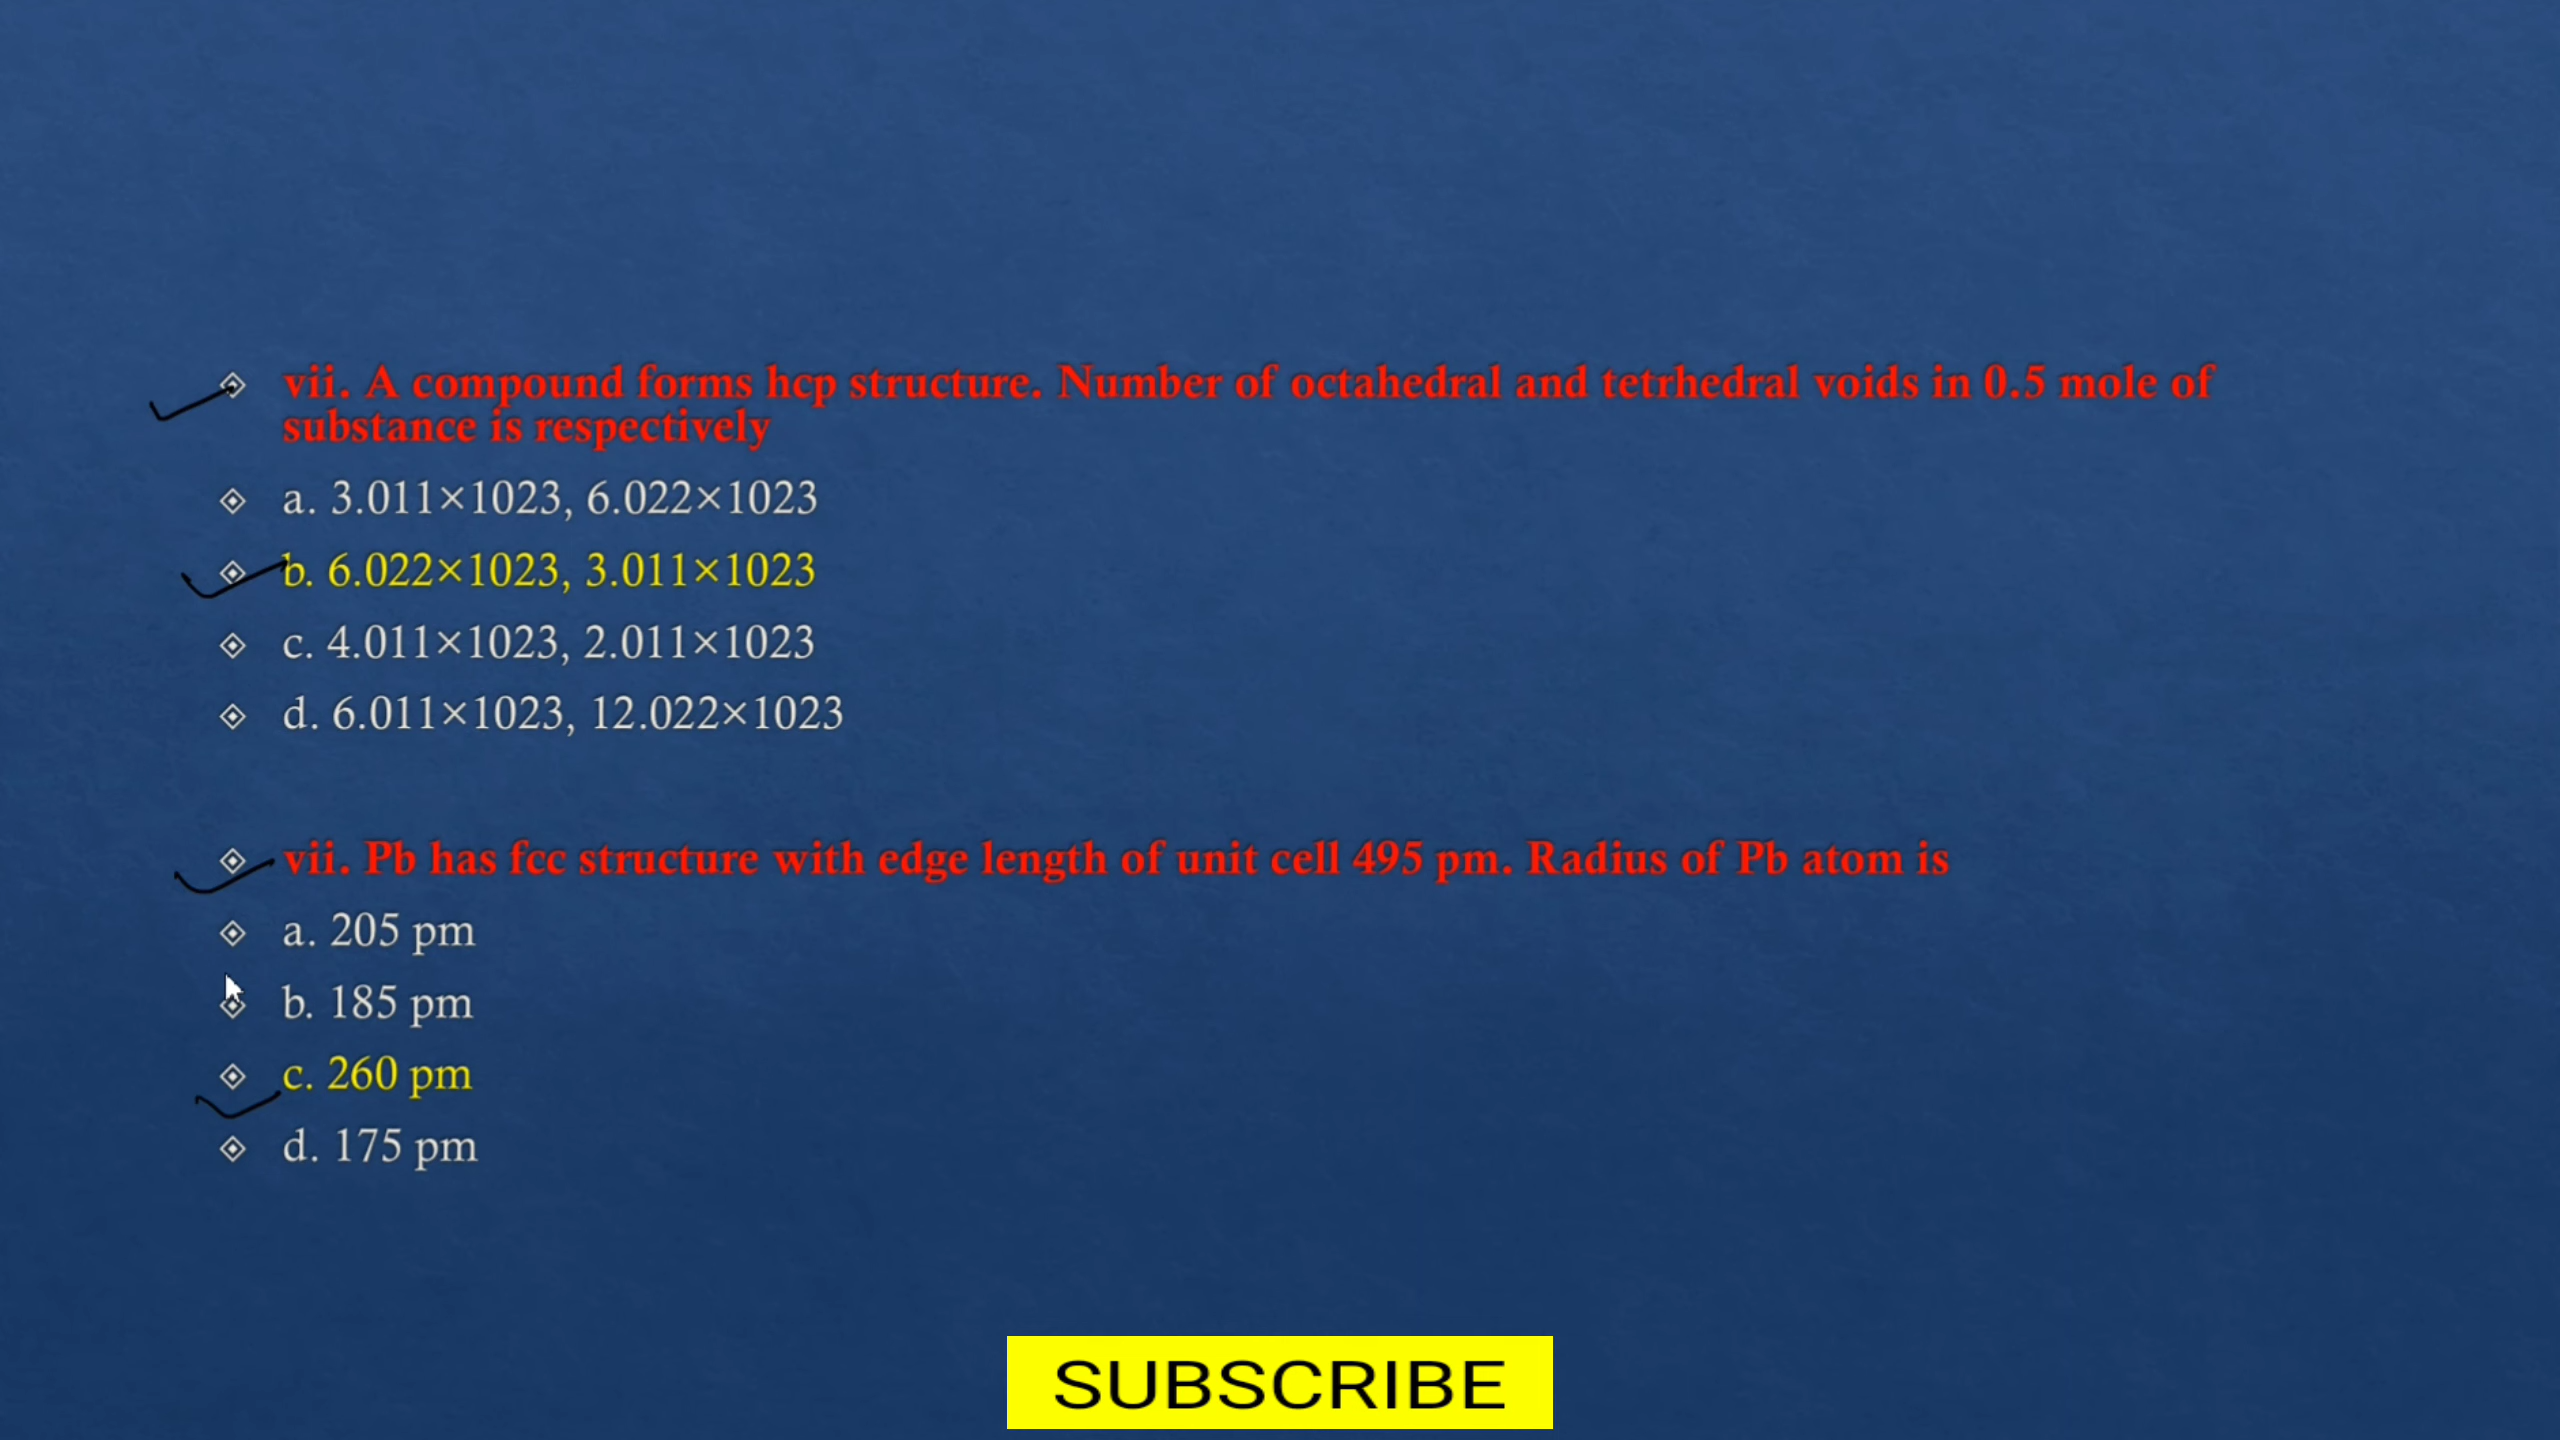 vii. A compound forms hcp structure. Number of octahedral and tetrhedral voids in 0.5 mole of
substance is respectively
a. 3.011×1023, 6.022×1023
b. 6.022×1023, 3.011×1023
c. 4.011×1023, 2.011×1023
d. 6.011×1023, 12.022×1023
vii. Pb has fcc structure with edge length of unit cell 495 pm. Radius of Pb atom is
a. 205 pm
b. 185 pm
c. 260 pm
d. 175 pm
SUBSCRIBE